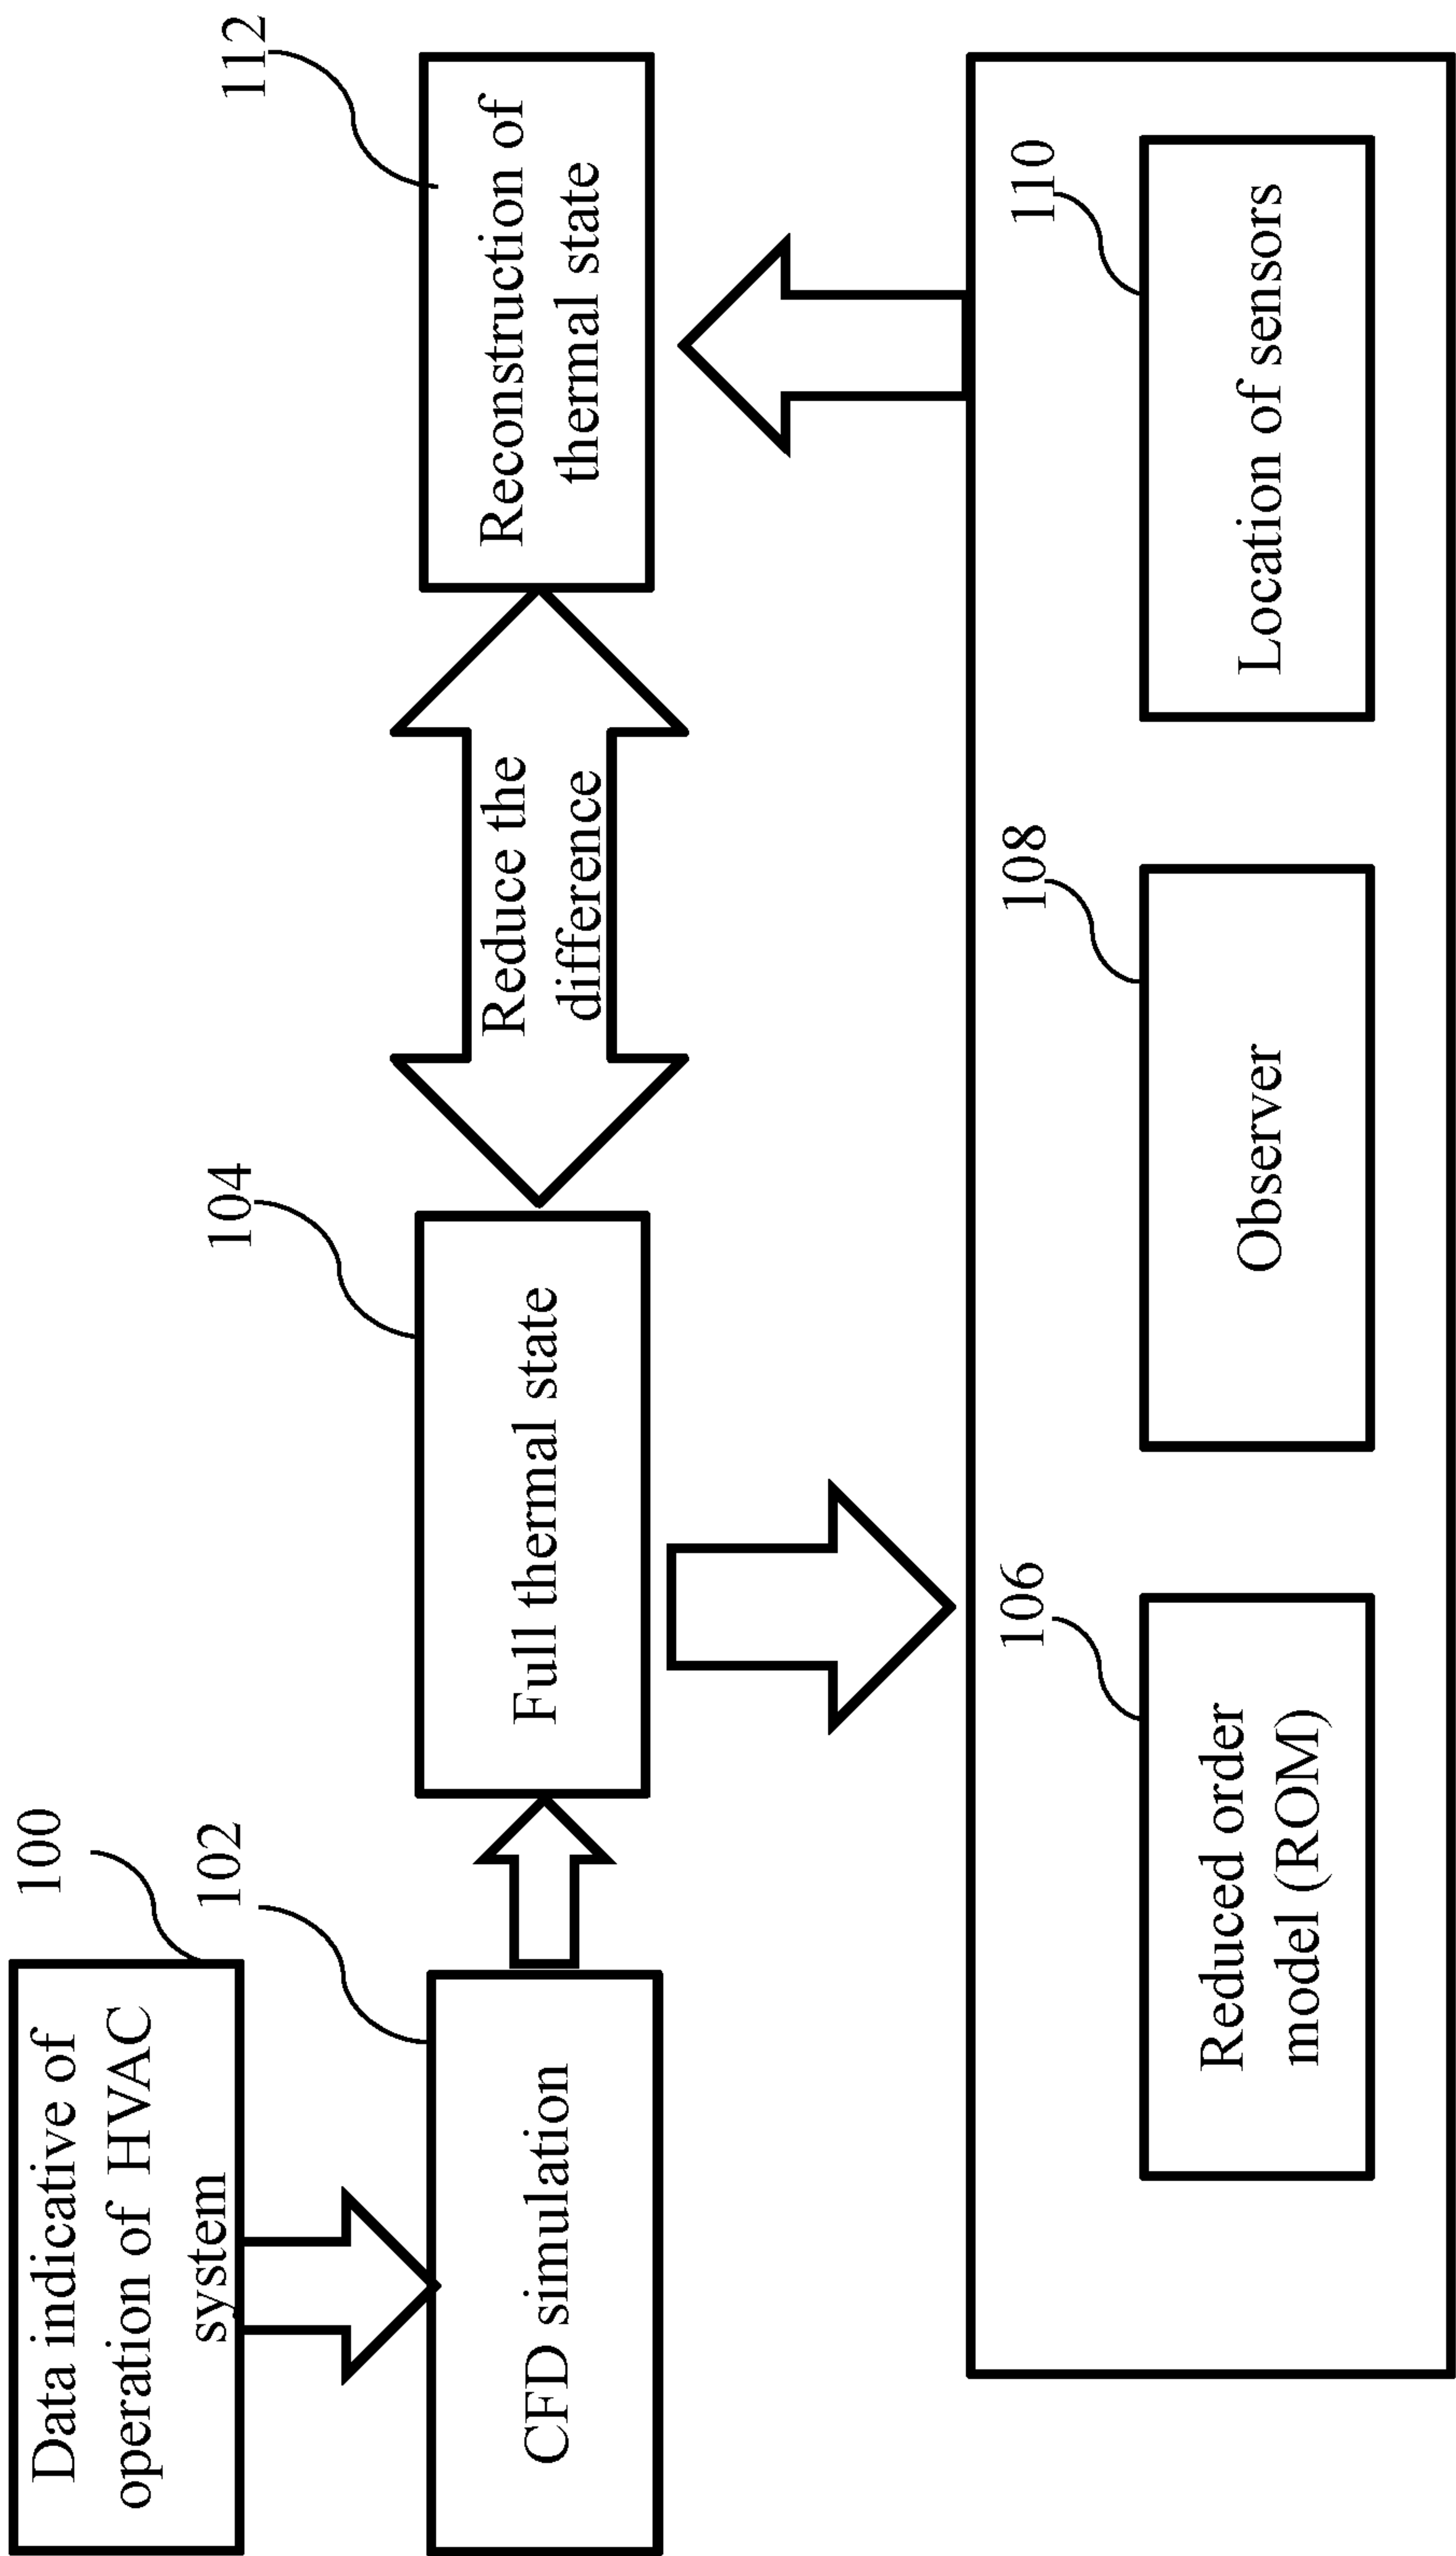 100
Data indicative of
operation of HVAC
system
102
CFD simulation
104
Full thermal state
Reduce the
difference
112
Reconstruction of
thermal state
106
Reduced order
model (ROM)
108
Observer
110
Location of sensors